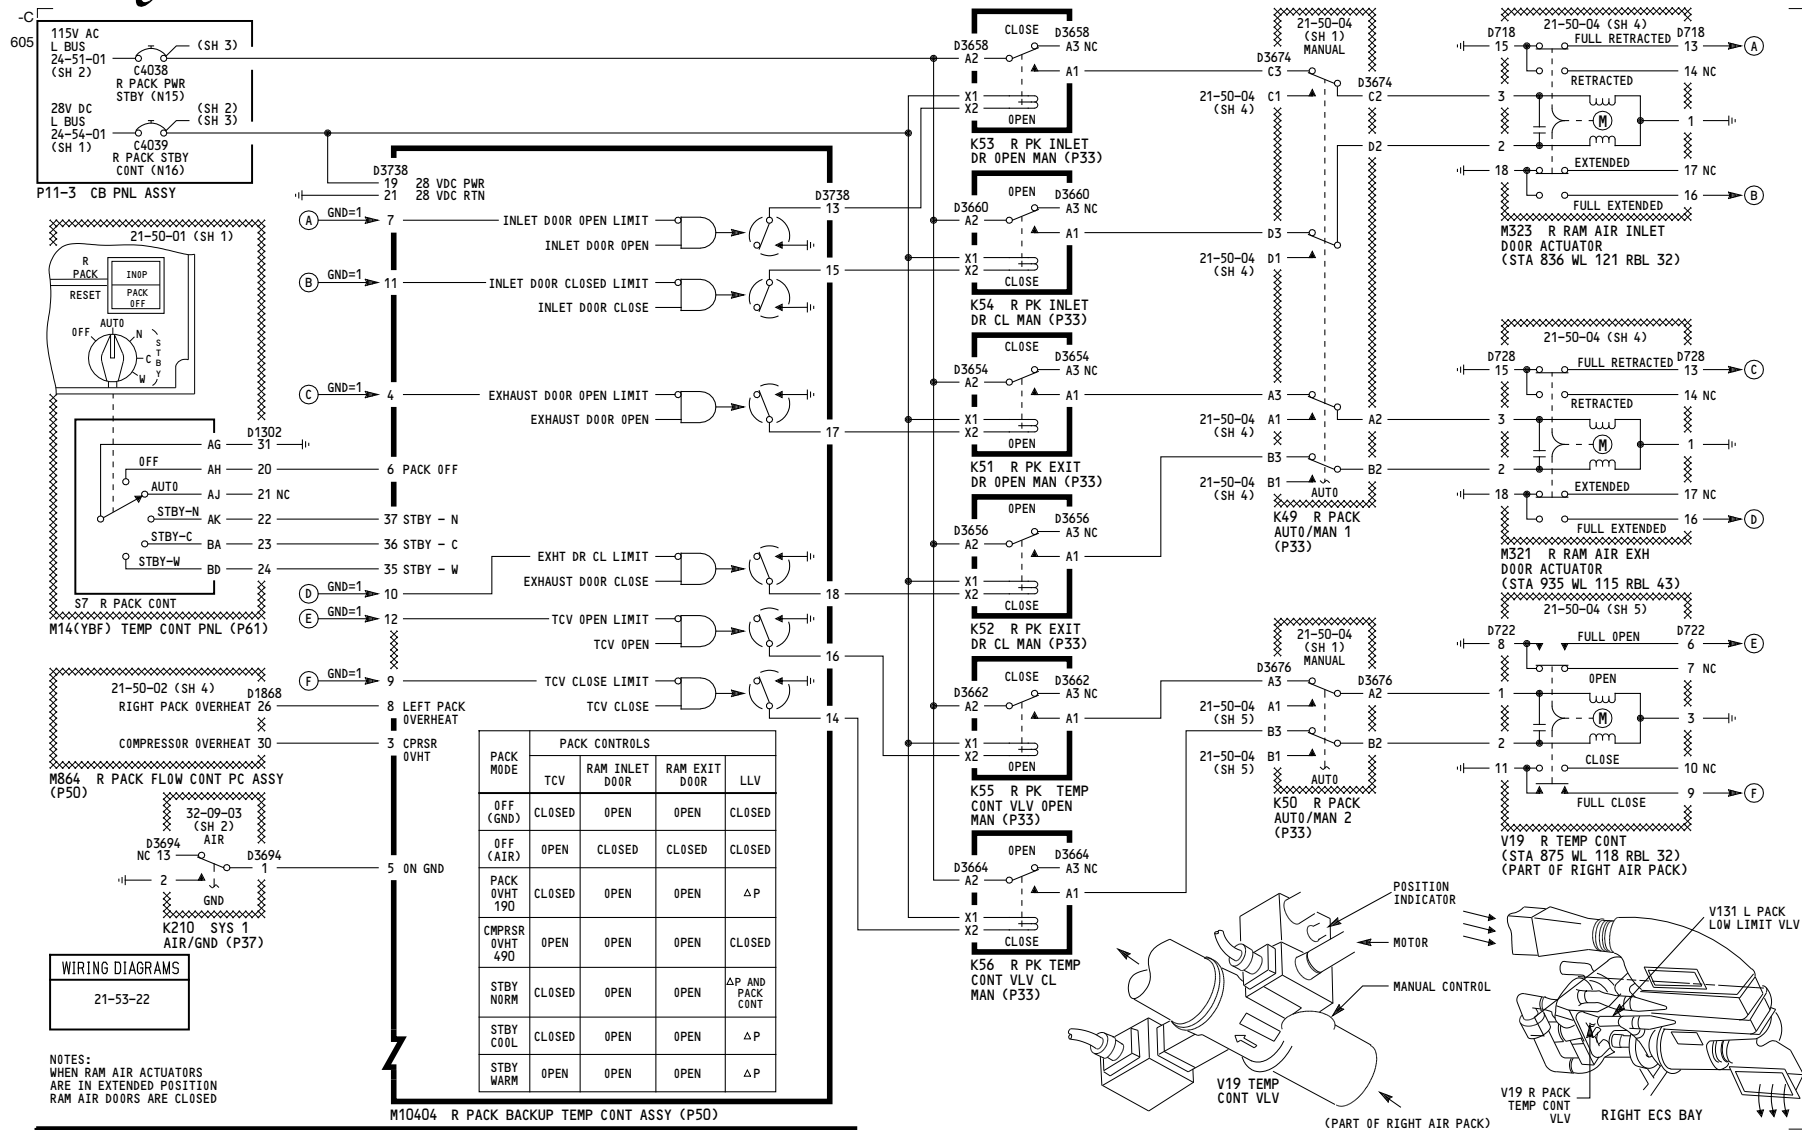 -C
605
115V AC
L BUS
24-51-01
(SH 2)
(SH 3)
C4038
R PACK PWR
STBY (N15)
28V DC
L BUS
24-54-01
(SH 1)
(SH 2)
(SH 3)
C4039
R PACK STBY
CONT (N16)
P11-3 CB PNL ASSY
21-50-01 (SH 1)
R
PACK
RESET
INOP
PACK
OFF
AUTO
OFF
N
C
W
STBY
D1302
AG 31
OFF
AH 20
AUTO
AJ 21 NC
STBY-N
AK 22
STBY-C
BA 23
STBY-W
BD 24
S7 R PACK CONT
M14(YBF) TEMP CONT PNL (P61)
21-50-02 (SH 4)
D1868
RIGHT PACK OVERHEAT 26
COMPRESSOR OVERHEAT 30
M864 R PACK FLOW CONT PC ASSY
(P50)
32-09-03
(SH 2)
AIR
D3694
NC 13
D3694
1
2
GND
K210 SYS 1
AIR/GND (P37)
WIRING DIAGRAMS
21-53-22
NOTES:
WHEN RAM AIR ACTUATORS
ARE IN EXTENDED POSITION
RAM AIR DOORS ARE CLOSED
D3738
19 28 VDC PWR
21 28 VDC RTN
D3738
A GND=1 7 INLET DOOR OPEN LIMIT
INLET DOOR OPEN
13
B GND=1 11 INLET DOOR CLOSED LIMIT
INLET DOOR CLOSE
15
C GND=1 4 EXHAUST DOOR OPEN LIMIT
EXHAUST DOOR OPEN
17
6 PACK OFF
37 STBY - N
36 STBY - C
35 STBY - W
EXHT DR CL LIMIT
EXHAUST DOOR CLOSE
D GND=1 10
18
E GND=1 12 TCV OPEN LIMIT
TCV OPEN
16
F GND=1 9 TCV CLOSE LIMIT
TCV CLOSE
14
8 LEFT PACK
OVERHEAT
3 CPRSR
OVHT
5 ON GND
PACK
MODE
PACK CONTROLS
TCV
RAM INLET
DOOR
RAM EXIT
DOOR
LLV
OFF
(GND)
CLOSED OPEN OPEN CLOSED
OFF
(AIR)
OPEN CLOSED CLOSED CLOSED
PACK
OVHT
190
CLOSED OPEN OPEN ΔP
CMPRSR
OVHT
490
OPEN OPEN OPEN CLOSED
STBY
NORM
CLOSED OPEN OPEN
ΔP AND
PACK
CONT
STBY
COOL
CLOSED OPEN OPEN ΔP
STBY
WARM
OPEN OPEN OPEN ΔP
M10404 R PACK BACKUP TEMP CONT ASSY (P50)
CLOSE
D3658
D3658
A3 NC
A2
A1
X1
X2
OPEN
K53 R PK INLET
DR OPEN MAN (P33)
OPEN
D3660
D3660
A3 NC
A2
A1
X1
X2
CLOSE
K54 R PK INLET
DR CL MAN (P33)
CLOSE
D3654
D3654
A3 NC
A2
A1
X1
X2
OPEN
K51 R PK EXIT
DR OPEN MAN (P33)
OPEN
D3656
D3656
A3 NC
A2
A1
X1
X2
CLOSE
K52 R PK EXIT
DR CL MAN (P33)
CLOSE
D3662
D3662
A3 NC
A2
A1
X1
X2
OPEN
K55 R PK TEMP
CONT VLV OPEN
MAN (P33)
OPEN
D3664
D3664
A3 NC
A2
A1
X1
X2
CLOSE
K56 R PK TEMP
CONT VLV CL
MAN (P33)
21-50-04
(SH 1)
MANUAL
D3674
C3
D3674
21-50-04 C1
(SH 4)
C2
D2
D3
21-50-04 D1
(SH 4)
A3
21-50-04 A1
(SH 4)
A2
B3
21-50-04 B1
(SH 4)
B2
AUTO
K49 R PACK
AUTO/MAN 1
(P33)
21-50-04
(SH 1)
MANUAL
D3676
A3
D3676
A2
21-50-04 A1
(SH 5)
B3
B2
21-50-04 B1
(SH 5)
AUTO
K50 R PACK
AUTO/MAN 2
(P33)
21-50-04 (SH 4)
D718
15
FULL RETRACTED
D718
13 A
14 NC
RETRACTED
3
M
1
2
EXTENDED
18
17 NC
16 B
FULL EXTENDED
M323 R RAM AIR INLET
DOOR ACTUATOR
(STA 836 WL 121 RBL 32)
21-50-04 (SH 4)
D728
15
FULL RETRACTED
D728
13 C
14 NC
RETRACTED
3
M
1
2
EXTENDED
18
17 NC
16 D
FULL EXTENDED
M321 R RAM AIR EXH
DOOR ACTUATOR
(STA 935 WL 115 RBL 43)
21-50-04 (SH 5)
D722
8
FULL OPEN
D722
6 E
7 NC
OPEN
1
M
3
2
CLOSE
11
10 NC
9 F
FULL CLOSE
V19 R TEMP CONT
(STA 875 WL 118 RBL 32)
(PART OF RIGHT AIR PACK)
POSITION
INDICATOR
MOTOR
MANUAL CONTROL
V19 TEMP
CONT VLV
(PART OF RIGHT AIR PACK)
V131 L PACK
LOW LIMIT VLV
V19 R PACK
TEMP CONT
VLV
RIGHT ECS BAY